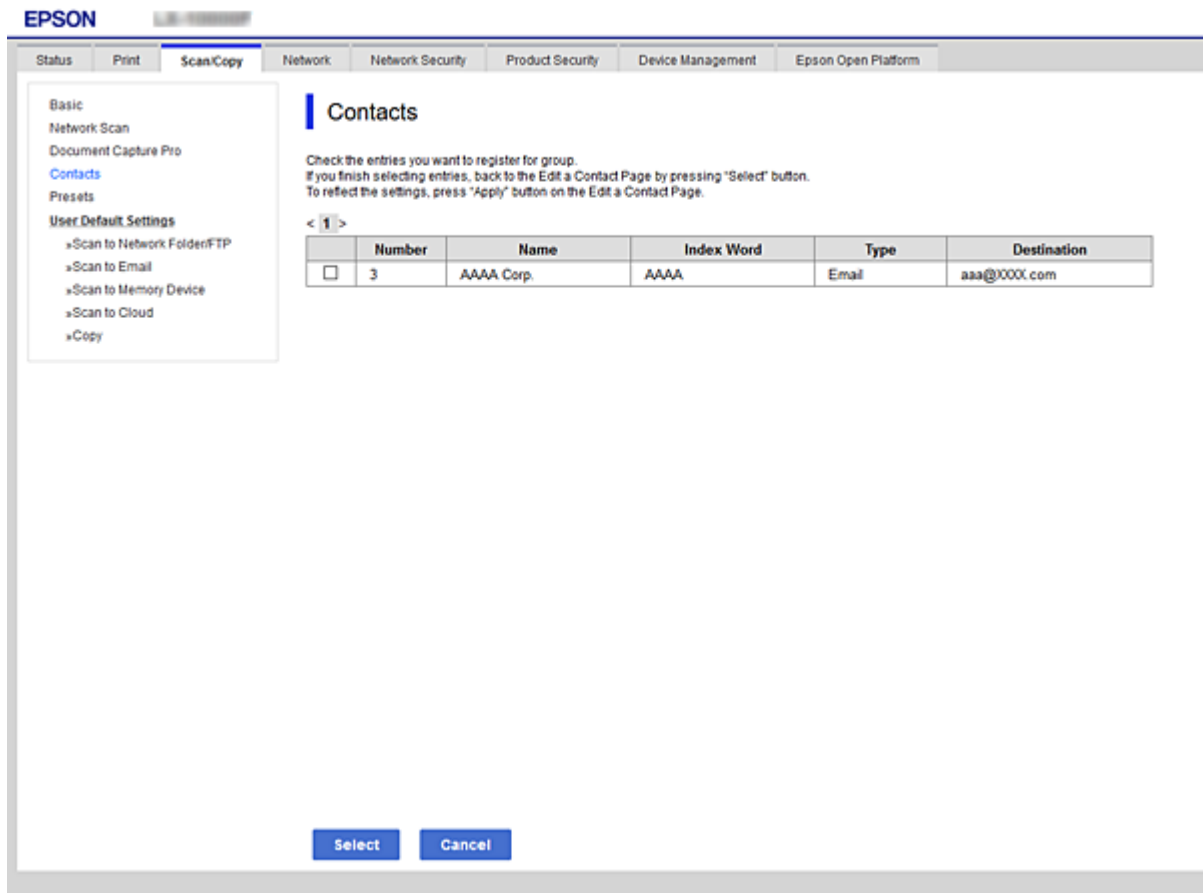 EPSON
Status Print Scan/Copy Network Network Security Product Security Device Management Epson Open Platform
Basic
Network Scan
Document Capture Pro
Contacts
Presets
User Default Settings
»Scan to Network Folder/FTP
»Scan to Email
»Scan to Memory Device
»Scan to Cloud
»Copy
Contacts
Check the entries you want to register for group.
If you finish selecting entries, back to the Edit a Contact Page by pressing "Select" button.
To reflect the settings, press "Apply" button on the Edit a Contact Page.
< 1 >
Number Name Index Word Type Destination
3 AAAA Corp. AAAA Email aaa@XXXX.com
Select Cancel